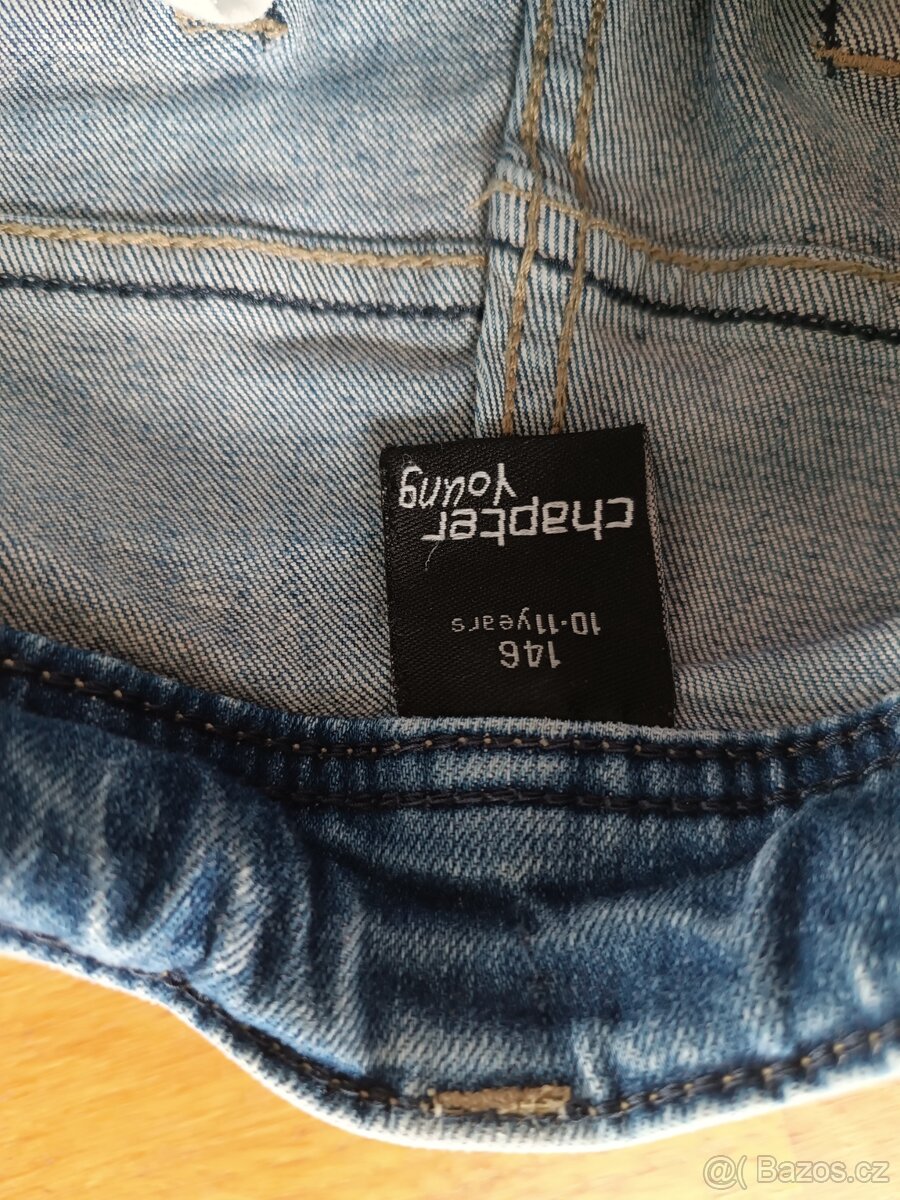 chapter
Young
146
10-11years
@( Bazos.cz